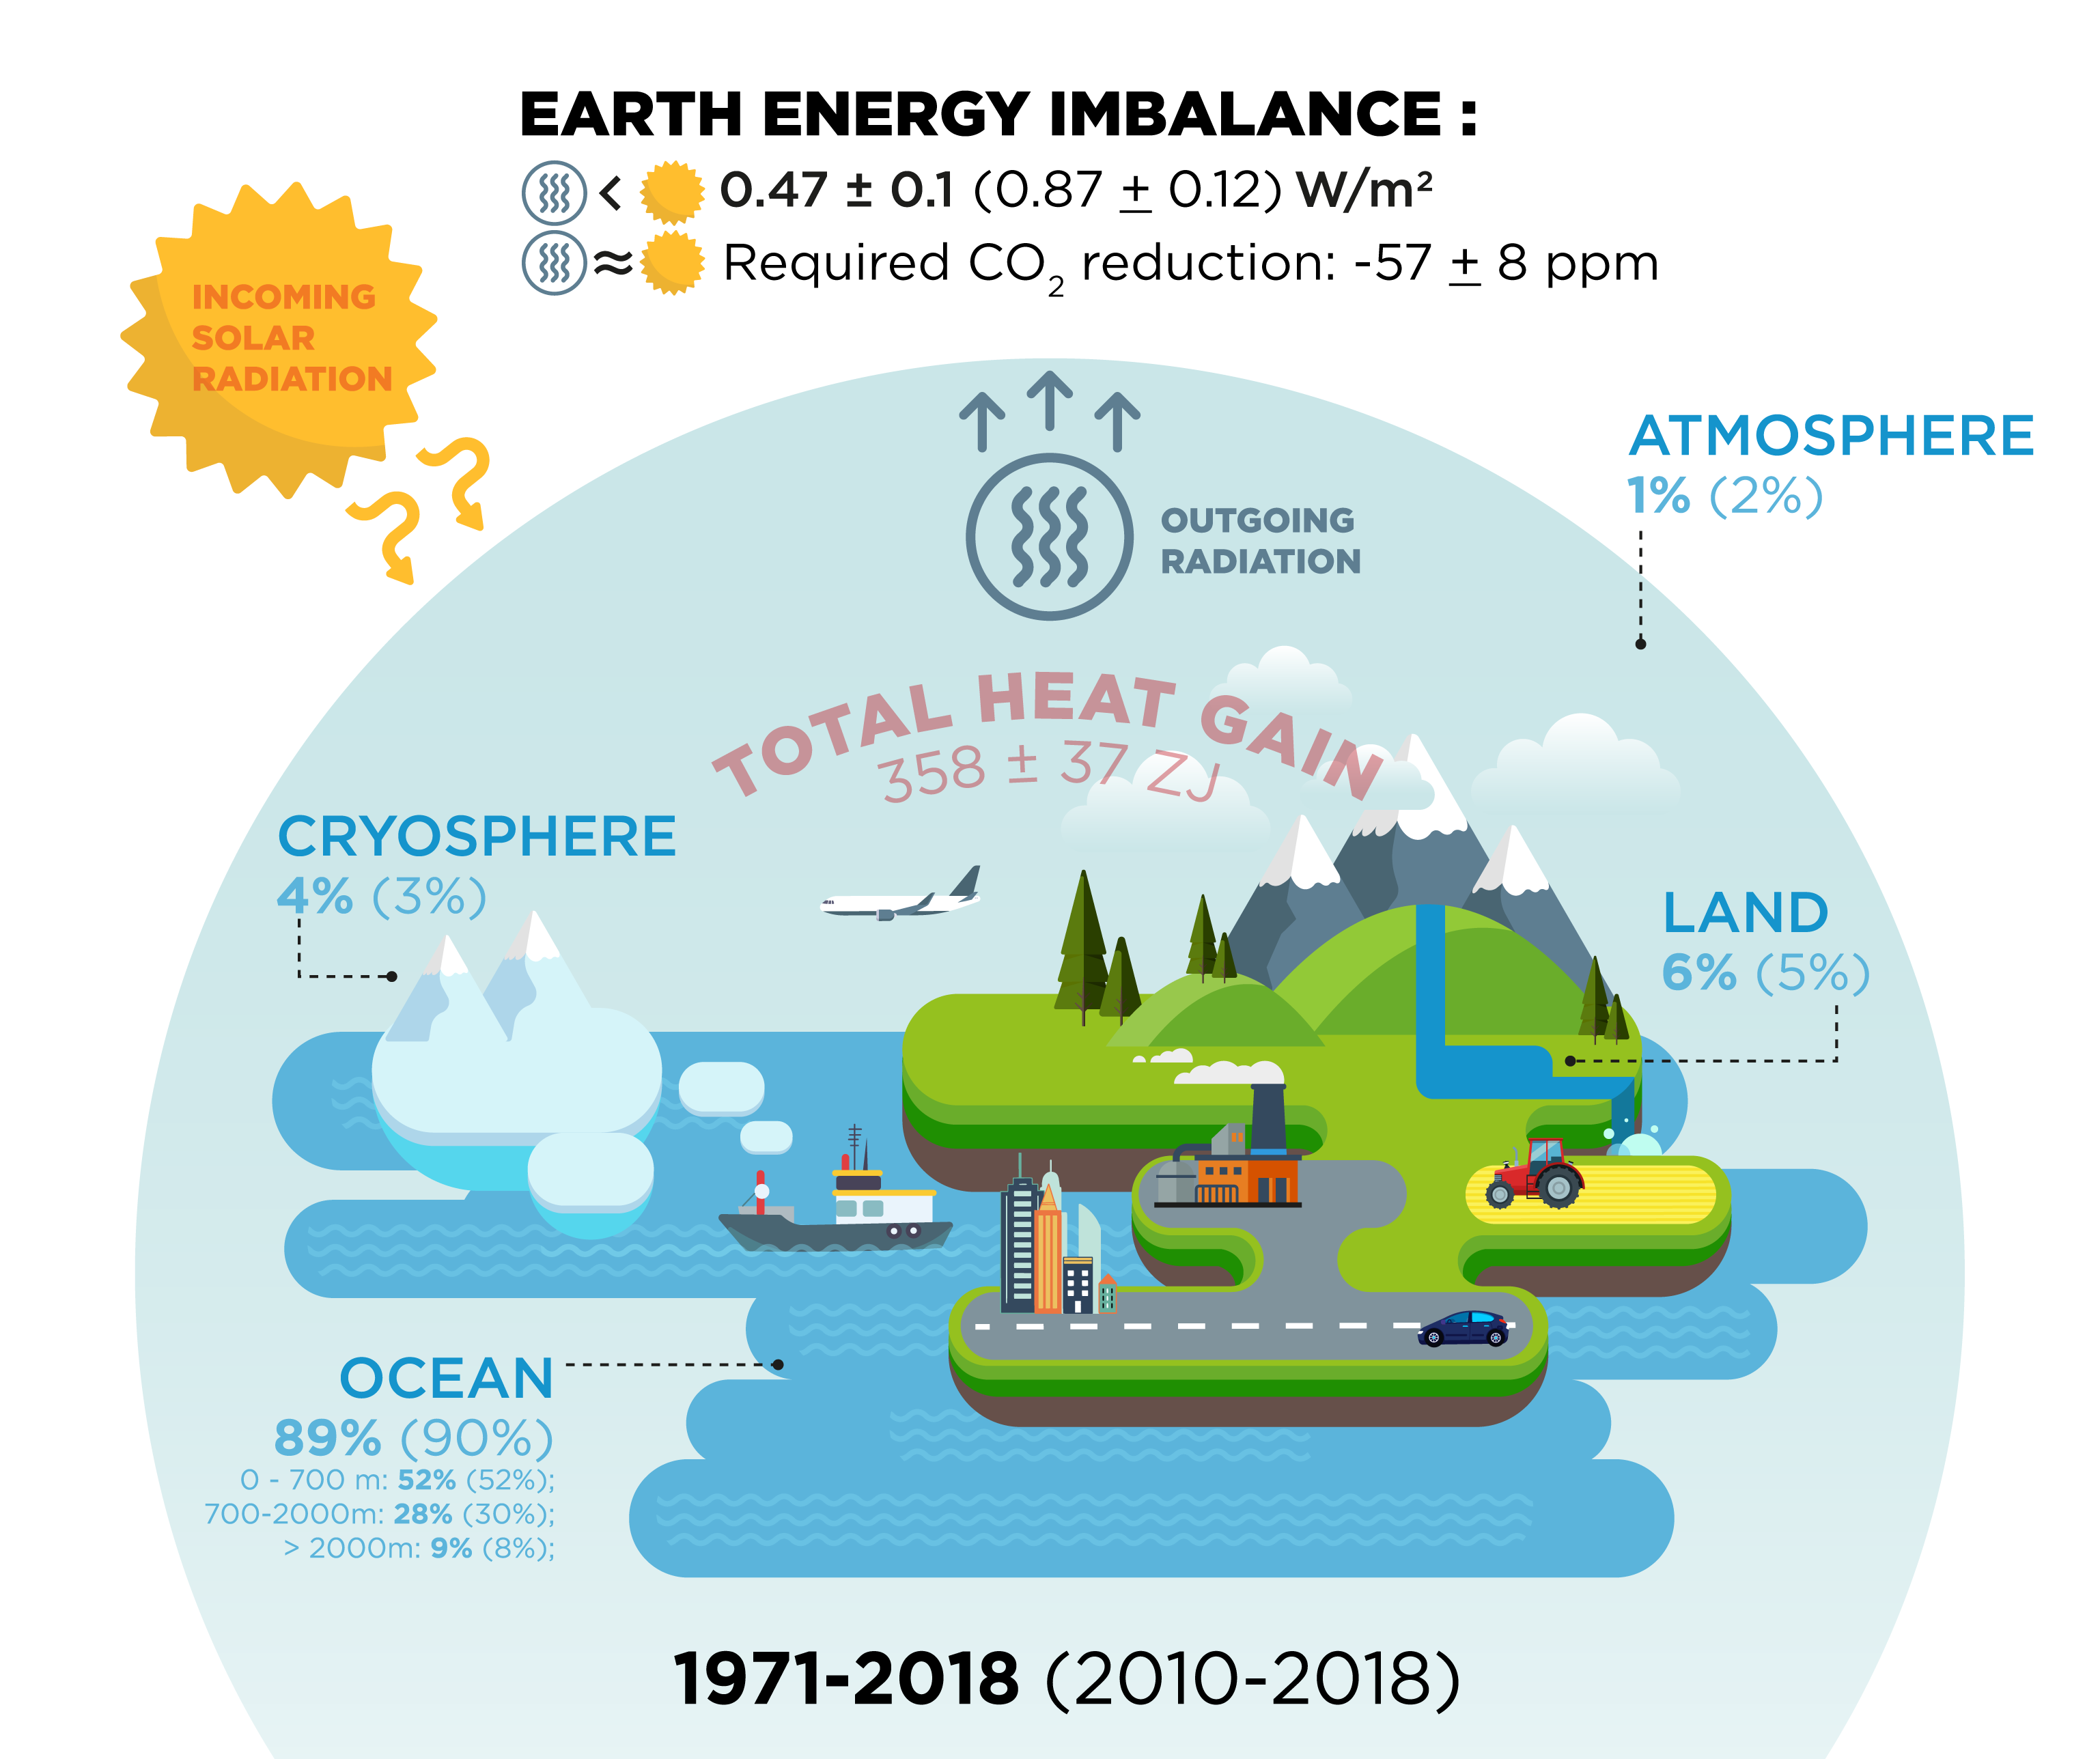 EARTH ENERGY IMBALANCE :
< 0.47 ± 0.1 (0.87 ± 0.12) W/m²
≈ Required CO₂ reduction: -57 ± 8 ppm
INCOMING
SOLAR
RADIATION
OUTGOING
RADIATION
ATMOSPHERE
1% (2%)
TOTAL HEAT GAIN
358 ± 37 ZJ
CRYOSPHERE
4% (3%)
LAND
6% (5%)
OCEAN
89% (90%)
0 - 700 m: 52% (52%);
700-2000m: 28% (30%);
> 2000m: 9% (8%);
1971-2018 (2010-2018)